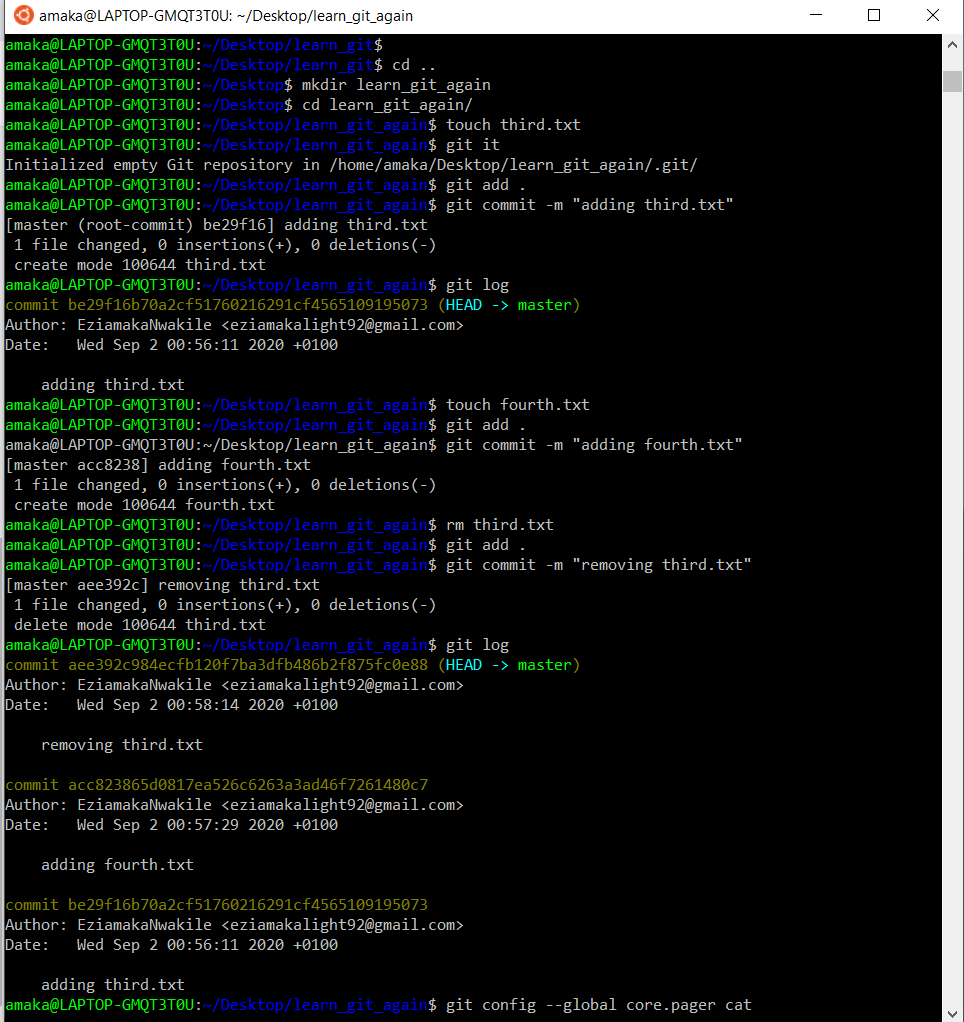 amaka@LAPTOP-GMQT3T0U: ~/Desktop/learn_git_again
amaka@LAPTOP-GMQT3T0U:~/Desktop/learn_git$
amaka@LAPTOP-GMQT3T0U:~/Desktop/learn_git$ cd ..
amaka@LAPTOP-GMQT3T0U:~/Desktop$ mkdir learn_git_again
amaka@LAPTOP-GMQT3T0U:~/Desktop$ cd learn_git_again/
amaka@LAPTOP-GMQT3T0U:~/Desktop/learn_git_again$ touch third.txt
amaka@LAPTOP-GMQT3T0U:~/Desktop/learn_git_again$ git it
Initialized empty Git repository in /home/amaka/Desktop/learn_git_again/.git/
amaka@LAPTOP-GMQT3T0U:~/Desktop/learn_git_again$ git add .
amaka@LAPTOP-GMQT3T0U:~/Desktop/learn_git_again$ git commit -m "adding third.txt"
[master (root-commit) be29f16] adding third.txt
 1 file changed, 0 insertions(+), 0 deletions(-)
 create mode 100644 third.txt
amaka@LAPTOP-GMQT3T0U:~/Desktop/learn_git_again$ git log
commit be29f16b70a2cf51760216291cf4565109195073 (HEAD -> master)
Author: EziamakaNwakile <eziamakalight92@gmail.com>
Date:   Wed Sep 2 00:56:11 2020 +0100

    adding third.txt
amaka@LAPTOP-GMQT3T0U:~/Desktop/learn_git_again$ touch fourth.txt
amaka@LAPTOP-GMQT3T0U:~/Desktop/learn_git_again$ git add .
amaka@LAPTOP-GMQT3T0U:~/Desktop/learn_git_again$ git commit -m "adding fourth.txt"
[master acc8238] adding fourth.txt
 1 file changed, 0 insertions(+), 0 deletions(-)
 create mode 100644 fourth.txt
amaka@LAPTOP-GMQT3T0U:~/Desktop/learn_git_again$ rm third.txt
amaka@LAPTOP-GMQT3T0U:~/Desktop/learn_git_again$ git add .
amaka@LAPTOP-GMQT3T0U:~/Desktop/learn_git_again$ git commit -m "removing third.txt"
[master aee392c] removing third.txt
 1 file changed, 0 insertions(+), 0 deletions(-)
 delete mode 100644 third.txt
amaka@LAPTOP-GMQT3T0U:~/Desktop/learn_git_again$ git log
commit aee392c984ecfb120f7ba3dfb486b2f875fc0e88 (HEAD -> master)
Author: EziamakaNwakile <eziamakalight92@gmail.com>
Date:   Wed Sep 2 00:58:14 2020 +0100

    removing third.txt

commit acc823865d0817ea526c6263a3ad46f7261480c7
Author: EziamakaNwakile <eziamakalight92@gmail.com>
Date:   Wed Sep 2 00:57:29 2020 +0100

    adding fourth.txt

commit be29f16b70a2cf51760216291cf4565109195073
Author: EziamakaNwakile <eziamakalight92@gmail.com>
Date:   Wed Sep 2 00:56:11 2020 +0100

    adding third.txt
amaka@LAPTOP-GMQT3T0U:~/Desktop/learn_git_again$ git config --global core.pager cat